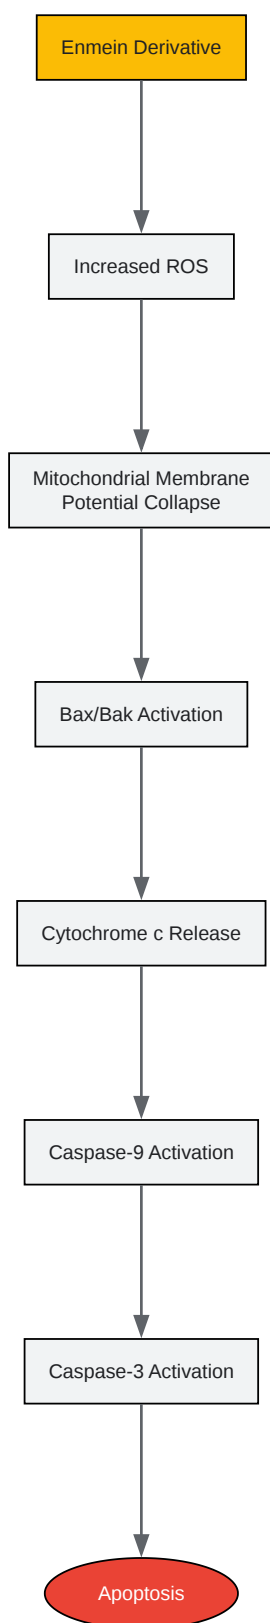 Enmein Derivative
Increased ROS
Mitochondrial Membrane
Potential Collapse
Bax/Bak Activation
Cytochrome c Release
Caspase-9 Activation
Caspase-3 Activation
Apoptosis